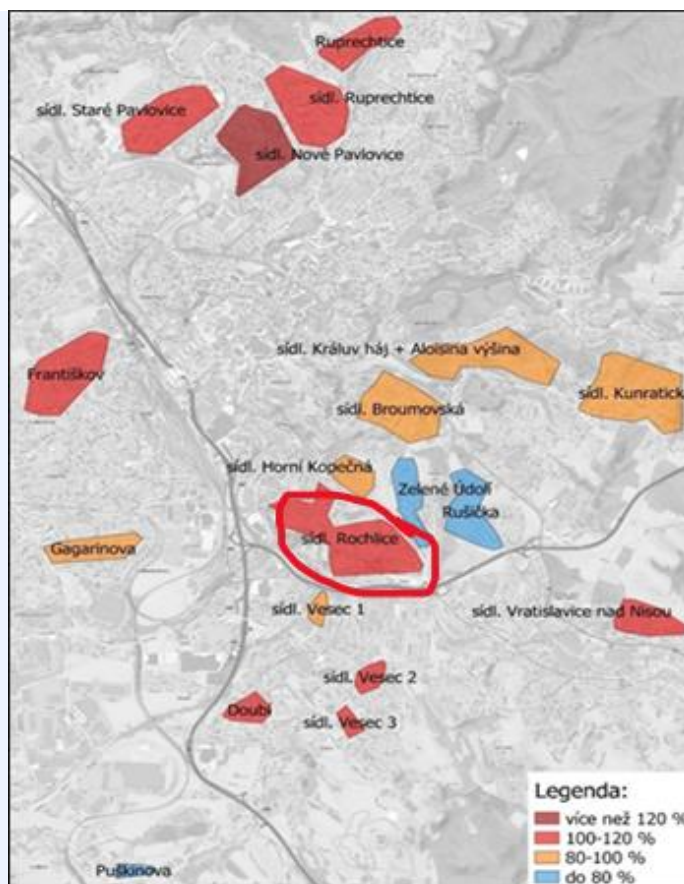 Ruprechtice
sídl. Ruprechtice
sídl. Staré Pavlovice
sídl. Nové Pavlovice
sídl. Králuv háj + Aloisina výšina
Františkov
sídl. Kunratick
sídl. Broumovská
sídl. Horní Kopečná
Zelené Údolí
Rušička
sídl. Rochlice
Gagarinova
sídl. Vesec 1
sídl. Vratislavice nad Nisou
sídl. Vesec 2
Doubí
sídl. Vesec 3
Legenda:
více než 120 %
100-120 %
80-100 %
do 80 %
Puškinova